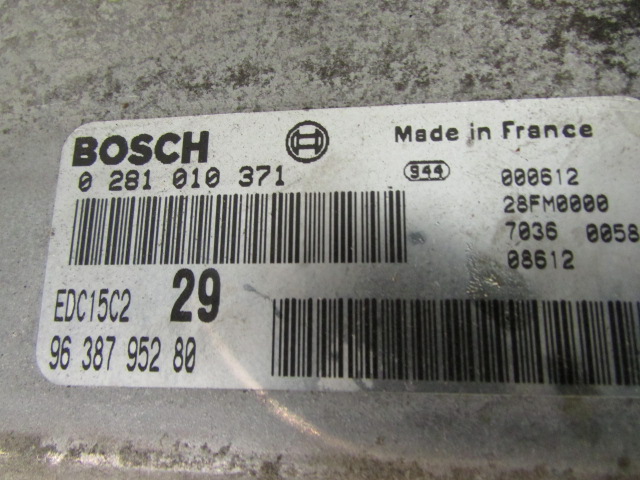 BOSCH
Made in France
0 281 010 371
944
000612
28FM0000
7036 0058
08612
EDC15C2 29
96 387 952 80